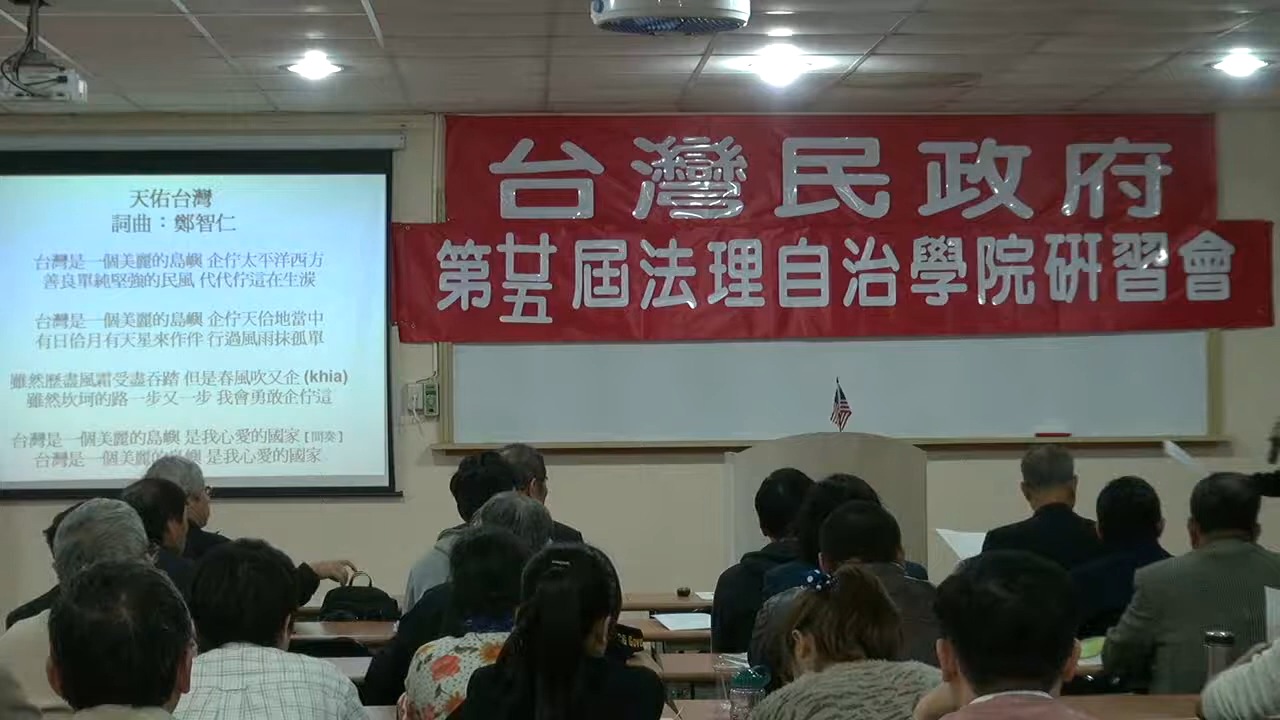 台灣民政府
第廿五屆法理自治學院研習會
天佑台灣
詞曲：鄭智仁
台灣是一個美麗的島嶼 企佇太平洋西方
善良單純堅強的民風 代代佇這在生湠
台灣是一個美麗的島嶼 企佇天佮地當中
有日佮月有天星來作伴 行過風雨抹孤單
雖然歷盡風霜受盡吞踏 但是春風吹又企 (khia)
雖然坎坷的路一步又一步 我會勇敢企佇這
台灣是一個美麗的島嶼 是我心愛的國家 [間奏]
台灣是一個美麗的島嶼 是我心愛的國家